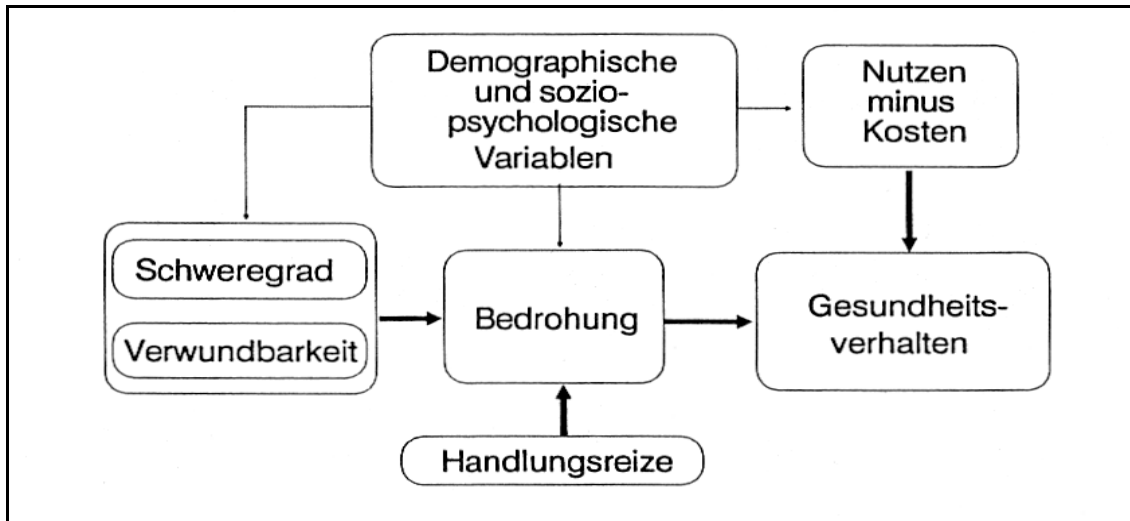 Demographische
und sozio-
psychologische
Variablen
Nutzen
minus
Kosten
Schweregrad
Verwundbarkeit
Bedrohung
Gesundheits-
verhalten
Handlungsreize